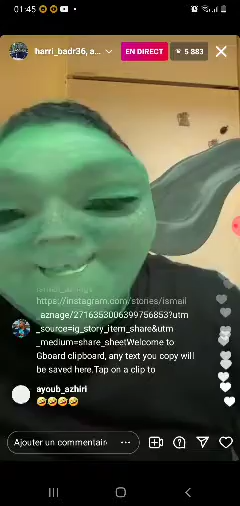 01:45
harri_badr36, a...
EN DIRECT
5 883
https://instagram.com/stories/ismail
_aznage/2716353006399756853?utm
_source=ig_story_item_share&utm
_medium=share_sheetWelcome to
Gboard clipboard, any text you copy will
be saved here.Tap on a clip to
ayoub_azhiri
🤣🤣🤣🤣
Ajouter un commentair